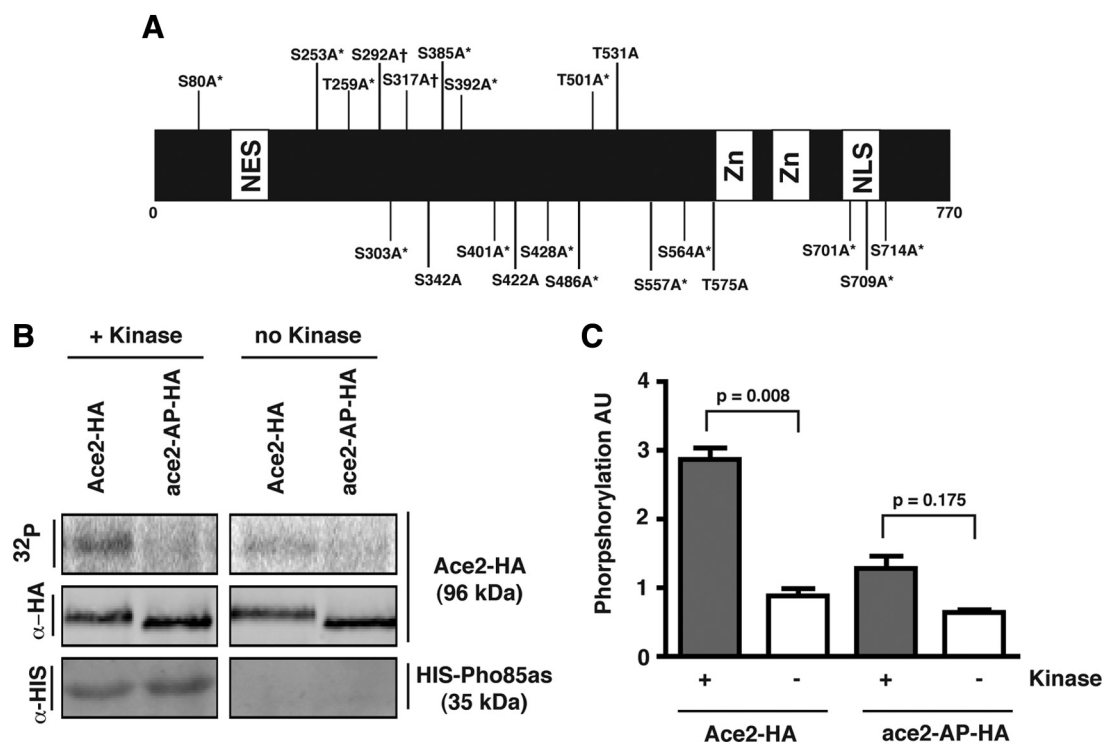 A
S253A* S292A† S385A* T531A
S80A* T259A* S317A† S392A* T501A*
NES Zn Zn NLS
0 770
S303A* S401A* S428A* S564A* S701A* S714A*
S342A S422A S486A* S557A* T575A S709A*
B
+ Kinase no Kinase
Ace2-HA ace2-AP-HA Ace2-HA ace2-AP-HA
32P
α–HA
α-HIS
Ace2-HA
(96 kDa)
HIS-Pho85as
(35 kDa)
C
Phorpshorylation AU
4
3
2
1
0
p = 0.008
p = 0.175
+ - + - Kinase
Ace2-HA ace2-AP-HA